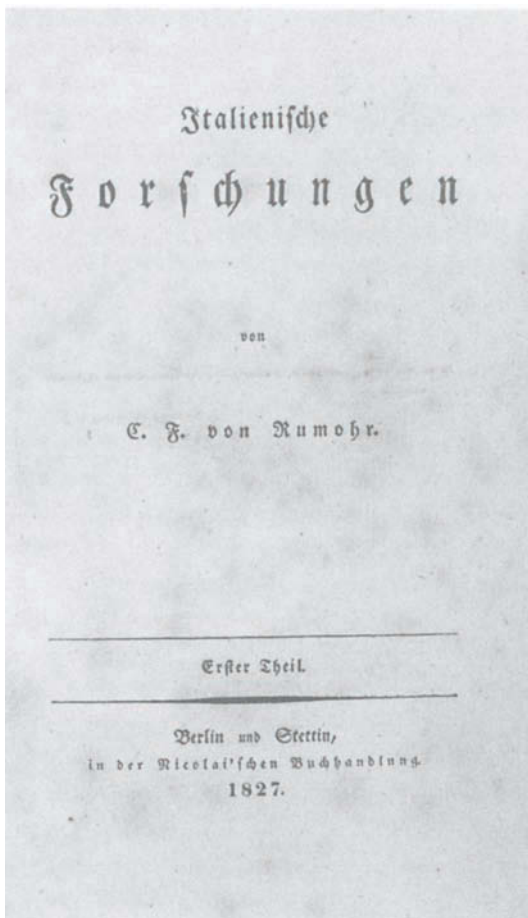 Italienische
Forschungen
von
C. F. von Rumohr.
Erster Theil.
Berlin und Stettin,
in der Nicolai'schen Buchhandlung.
1827.